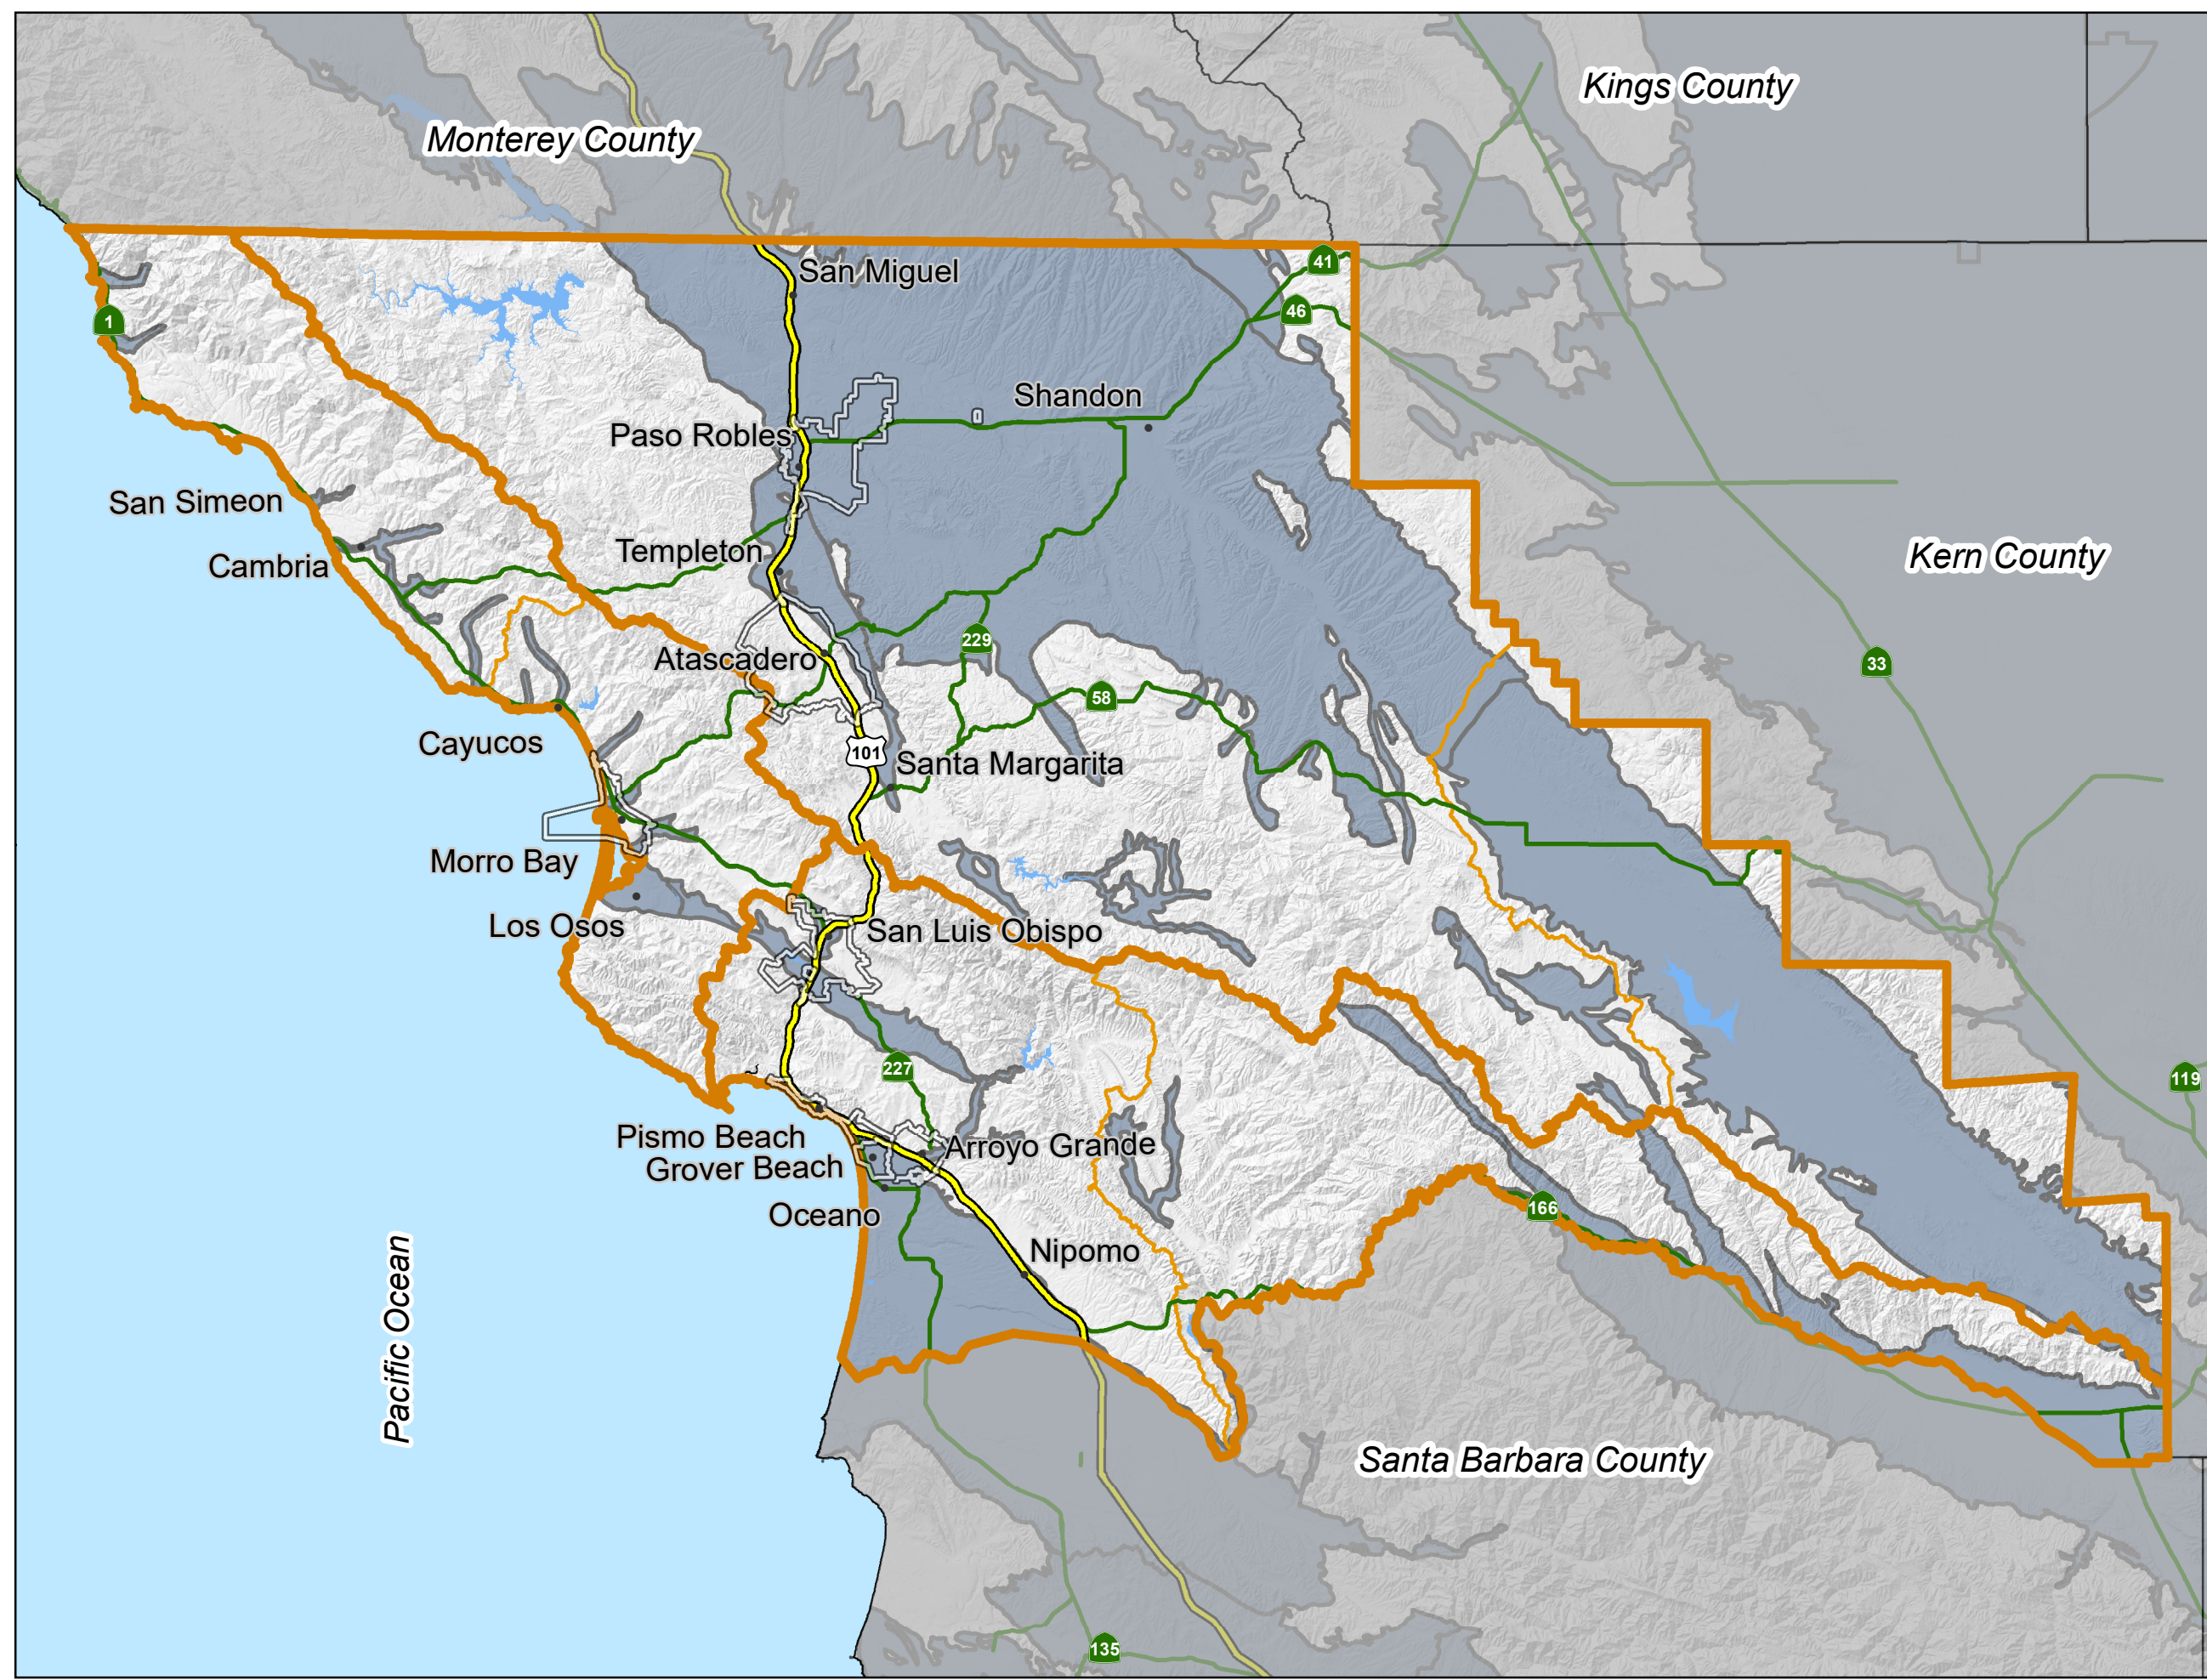 Kings County
Monterey County
41
San Miguel
46
1
Shandon
Paso Robles
San Simeon
Templeton
Kern County
Cambria
229
Atascadero
33
58
Cayucos
101
Santa Margarita
Morro Bay
Los Osos
San Luis Obispo
227
119
Pismo Beach
Arroyo Grande
Grover Beach
166
Oceano
Nipomo
Pacific Ocean
Santa Barbara County
135